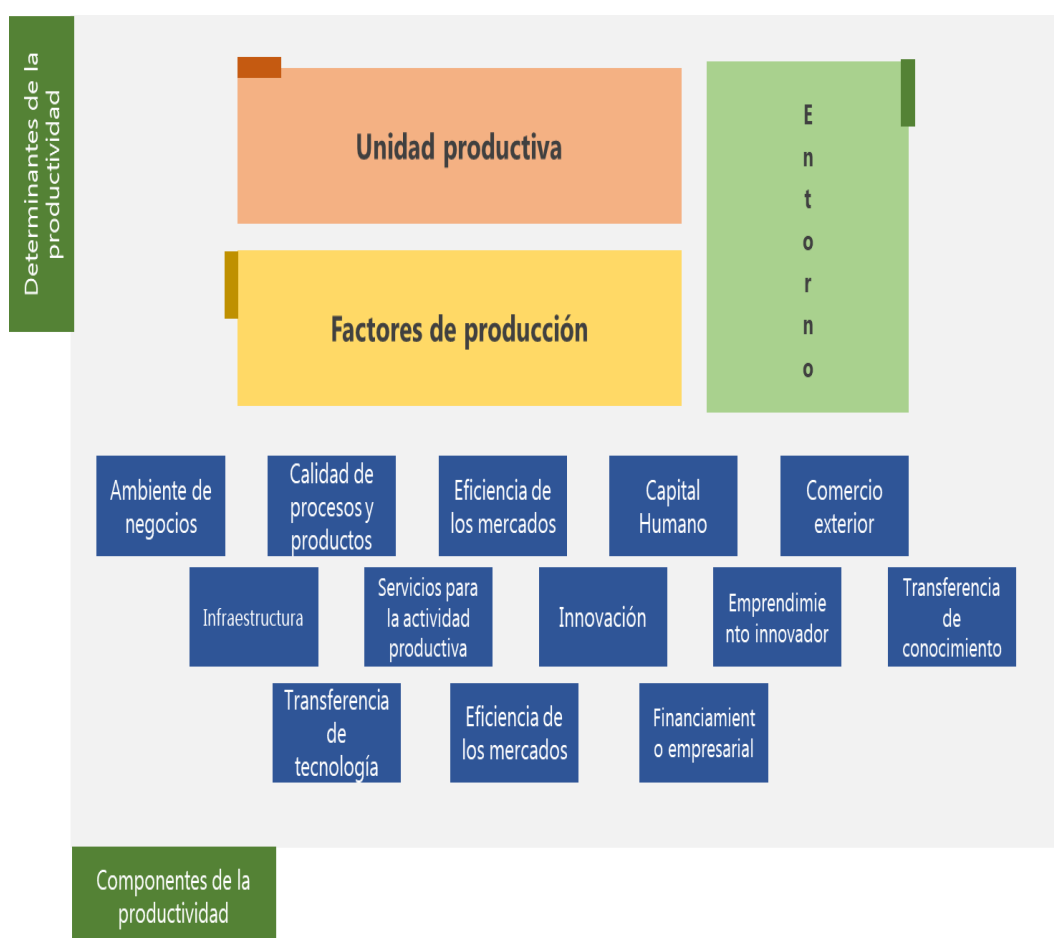 Determinantes de la
productividad
Unidad productiva
Entorno
Factores de producción
Ambiente de
negocios
Calidad de
procesos y
productos
Eficiencia de
los mercados
Capital
Humano
Comercio
exterior
Infraestructura
Servicios para
la actividad
productiva
Innovación
Emprendimie
nto innovador
Transferencia
de
conocimiento
Transferencia
de
tecnología
Eficiencia de
los mercados
Financiamient
o empresarial
Componentes de la
productividad